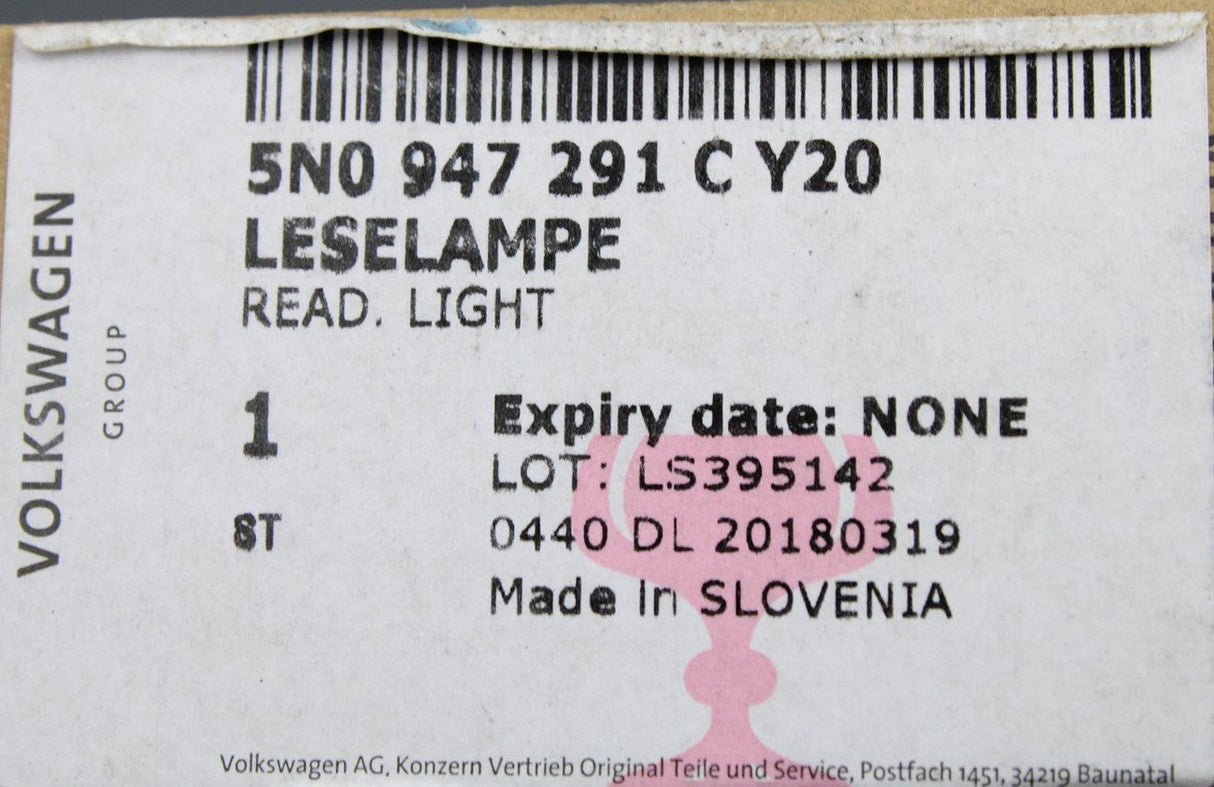 VOLKSWAGEN
GROUP
5N0 947 291 C Y20
LESELAMPE
READ. LIGHT
1
ST
Expiry date: NONE
LOT: LS395142
0440 DL 20180319
Made in SLOVENIA
Volkswagen AG, Konzern Vertrieb Original Teile und Service, Postfach 1451, 34219 Baunatal